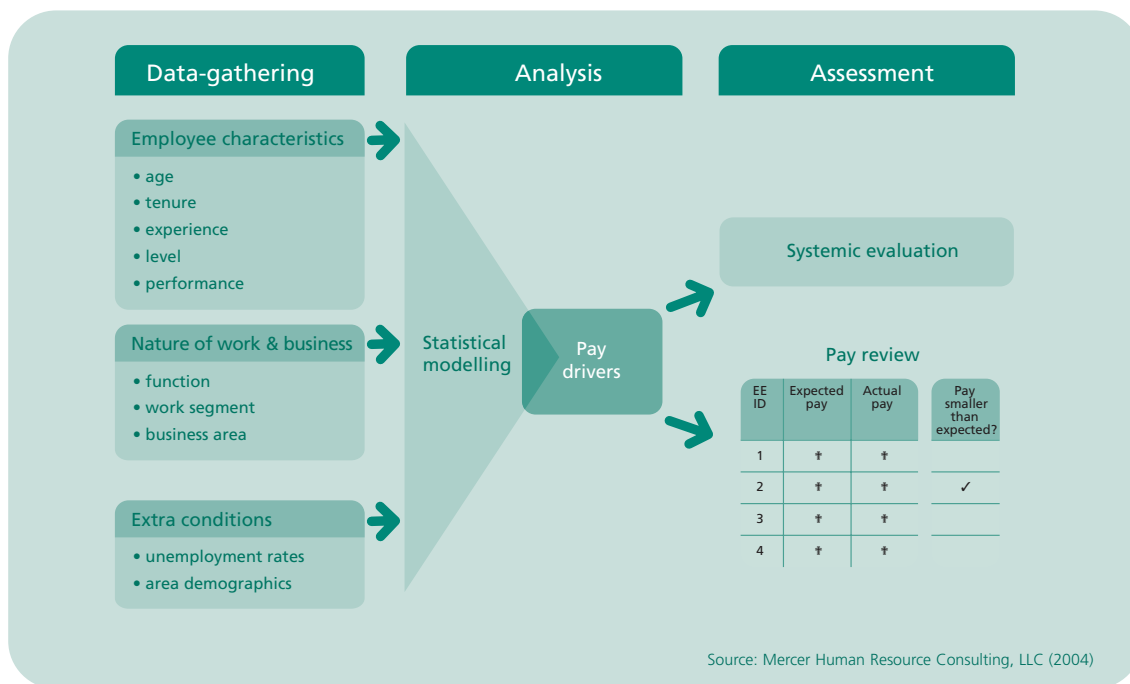 Data-gathering
Analysis
Assessment
Employee characteristics
• age
• tenure
• experience
• level
• performance
Nature of work & business
• function
• work segment
• business area
Extra conditions
• unemployment rates
• area demographics
Statistical
modelling
Pay
drivers
Systemic evaluation
Pay review
EE
ID
Expected
pay
Actual
pay
Pay
smaller
than
expected?
1 ✝ ✝
2 ✝ ✝ ✓
3 ✝ ✝
4 ✝ ✝
Source: Mercer Human Resource Consulting, LLC (2004)